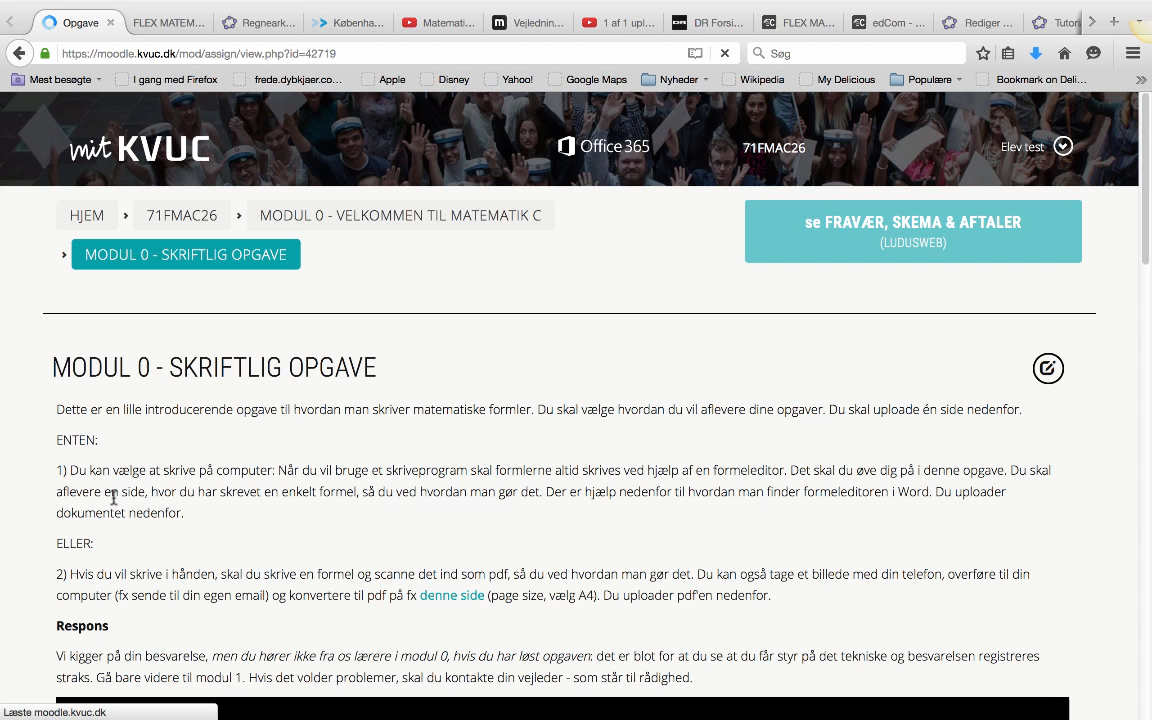 Opgave
FLEX MATEM...
Regneark...
Københa...
Matemati...
Vejlednin...
1 af 1 upl...
DR Forsi...
FLEX MA...
edCom - ...
Rediger ...
Tutori
https://moodle.kvuc.dk/mod/assign/view.php?id=42719
Søg
Mest besøgte
I gang med Firefox
frede.dybkjaer.co...
Apple
Disney
Yahoo!
Google Maps
Nyheder
Wikipedia
My Delicious
Populære
Bookmark on Deli...
mit KVUC
Office 365
71FMAC26
Elev test
HJEM › 71FMAC26 › MODUL 0 - VELKOMMEN TIL MATEMATIK C
› MODUL 0 - SKRIFTLIG OPGAVE
se FRAVÆR, SKEMA & AFTALER
(LUDUSWEB)
MODUL 0 - SKRIFTLIG OPGAVE
Dette er en lille introducerende opgave til hvordan man skriver matematiske formler. Du skal vælge hvordan du vil aflevere dine opgaver. Du skal uploade én side nedenfor.
ENTEN:
1) Du kan vælge at skrive på computer: Når du vil bruge et skriveprogram skal formlerne altid skrives ved hjælp af en formeleditor. Det skal du øve dig på i denne opgave. Du skal
aflevere en side, hvor du har skrevet en enkelt formel, så du ved hvordan man gør det. Der er hjælp nedenfor til hvordan man finder formeleditoren i Word. Du uploader
dokumentet nedenfor.
ELLER:
2) Hvis du vil skrive i hånden, skal du skrive en formel og scanne det ind som pdf, så du ved hvordan man gør det. Du kan også tage et billede med din telefon, overføre til din
computer (fx sende til din egen email) og konvertere til pdf på fx denne side (page size, vælg A4). Du uploader pdf'en nedenfor.
Respons
Vi kigger på din besvarelse, men du hører ikke fra os lærere i modul 0, hvis du har løst opgaven: det er blot for at du se at du får styr på det tekniske og besvarelsen registreres
straks. Gå bare videre til modul 1. Hvis det volder problemer, skal du kontakte din vejleder - som står til rådighed.
Læste moodle.kvuc.dk